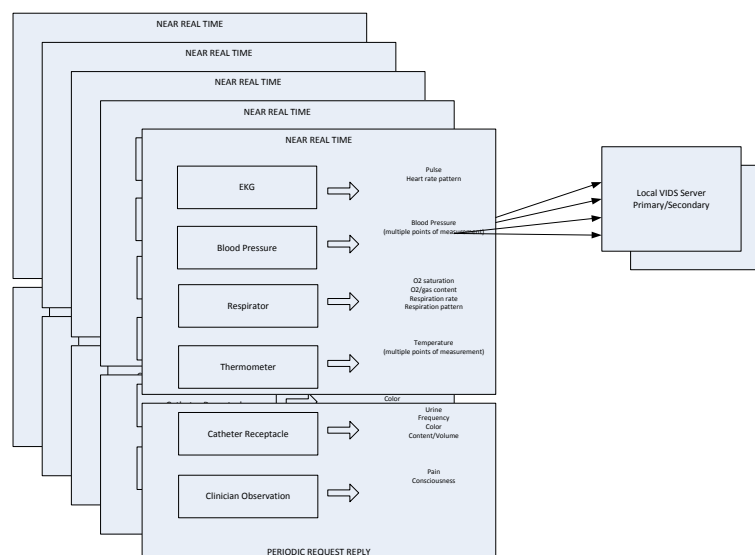 NEAR REAL TIME
NEAR REAL TIME
NEAR REAL TIME
NEAR REAL TIME
NEAR REAL TIME
EKG
Pulse
Heart rate pattern
Blood Pressure
Blood Pressure
(multiple points of measurement)
Respirator
O2 saturation
O2/gas content
Respiration rate
Respiration pattern
Thermometer
Temperature
(multiple points of measurement)
Color
Catheter Receptacle
Urine
Frequency
Color
Content/Volume
Clinician Observation
Pain
Consciousness
PERIODIC REQUEST REPLY
Local VIDS Server
Primary/Secondary